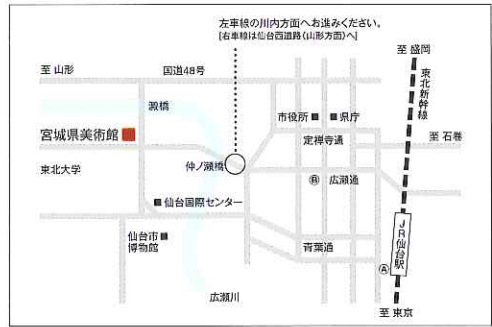 左車線の川内方面へお進みください。
[右車線は仙台西道路(山形方面)へ]
至 盛岡
至 山形
国道48号
東北新幹線
澱橋
市役所
県庁
宮城県美術館
定禅寺通
至 石巻
東北大学
仲ノ瀬橋
B
広瀬通
仙台国際センター
JR仙台駅
仙台市
博物館
青葉通
A
広瀬川
至 東京